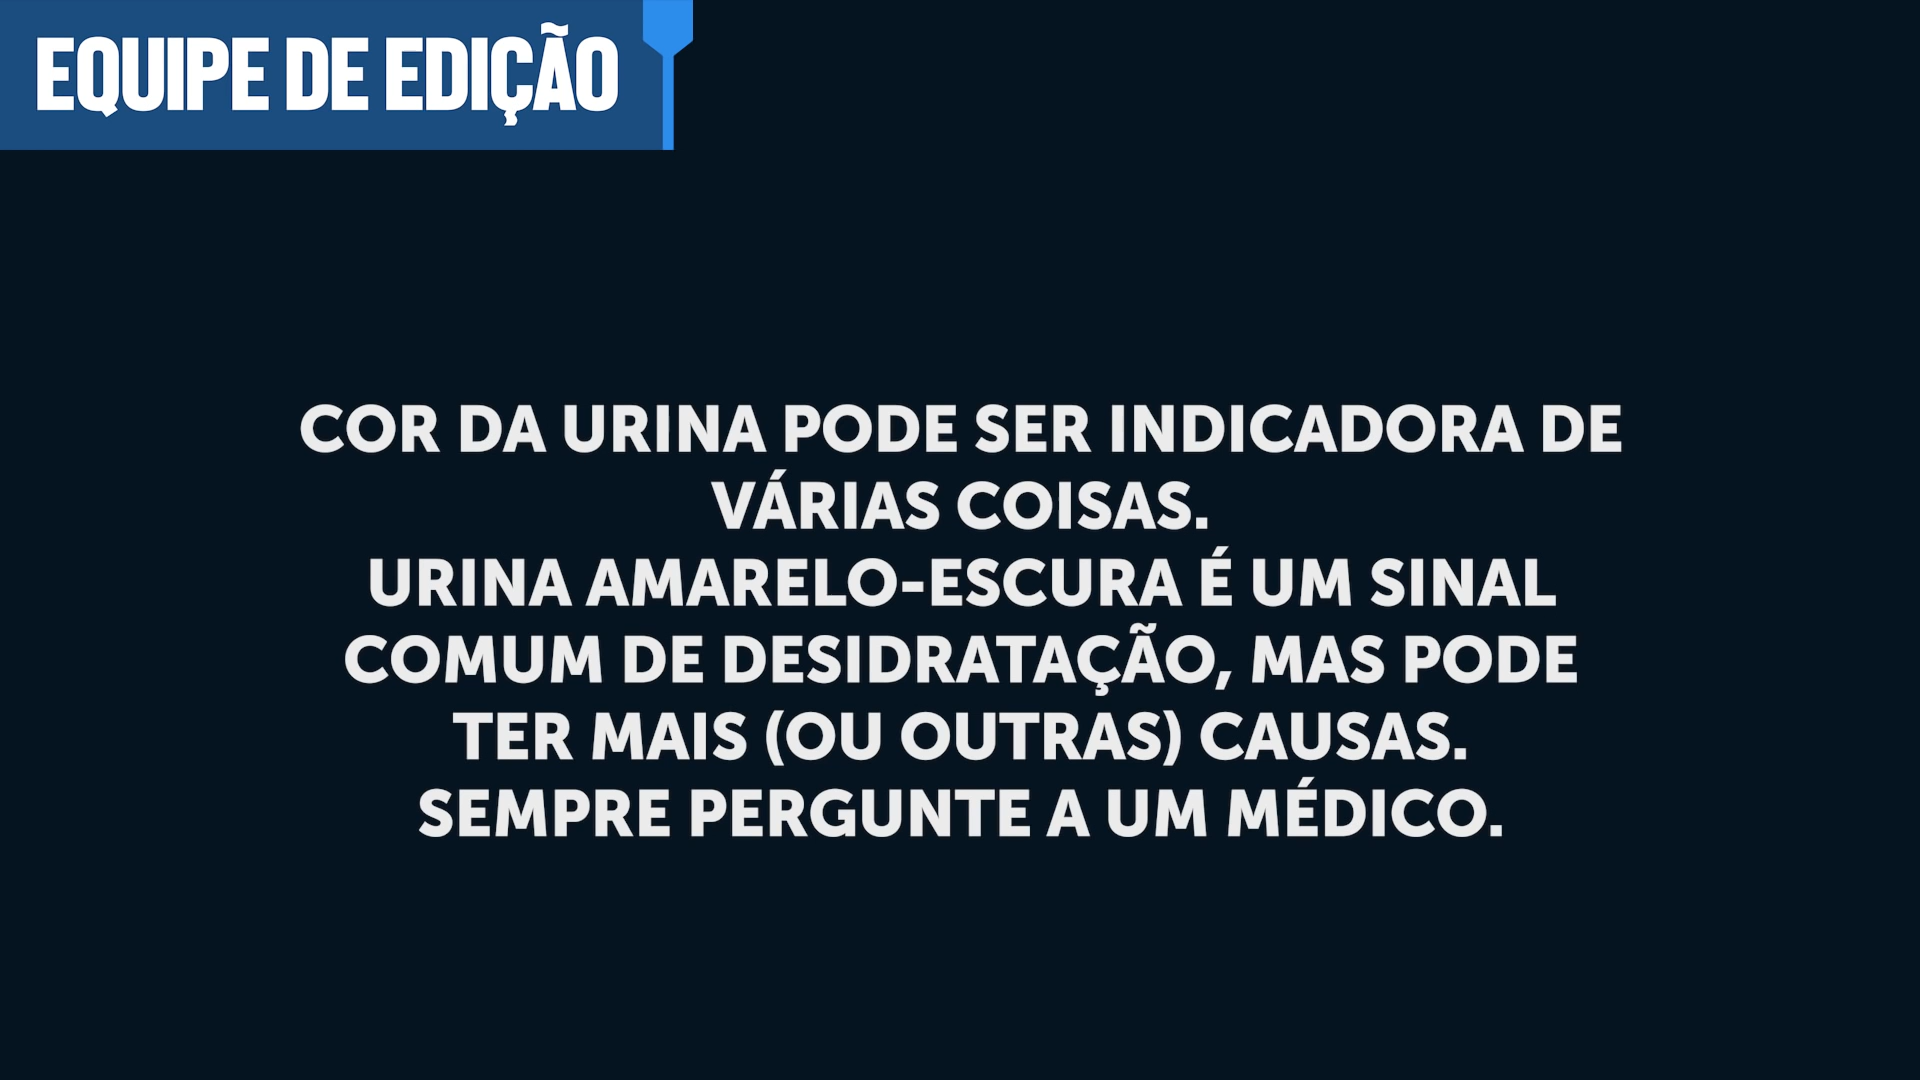 EQUIPE DE EDIÇÃO
COR DA URINA PODE SER INDICADORA DE
VÁRIAS COISAS.
URINA AMARELO-ESCURA É UM SINAL
COMUM DE DESIDRATAÇÃO, MAS PODE
TER MAIS (OU OUTRAS) CAUSAS.
SEMPRE PERGUNTE A UM MÉDICO.